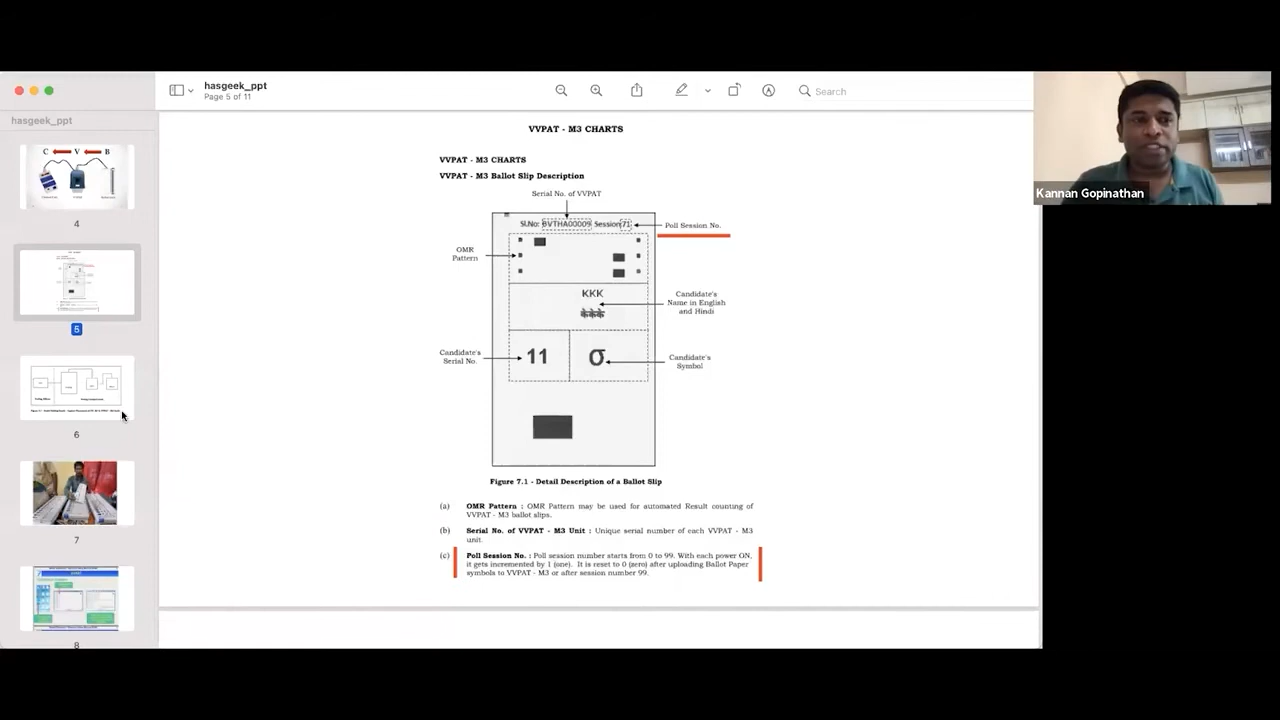 hasgeek_ppt
Page 5 of 11
Search
hasgeek_ppt
C V B
4
5
6
7
8
VVPAT - M3 CHARTS
VVPAT - M3 CHARTS
VVPAT - M3 Ballot Slip Description
Serial No. of VVPAT
Sl.No: BVTHA00009 Session:71
Poll Session No.
OMR
Pattern
KKK
केकेके
Candidate's
Name in English
and Hindi
Candidate's
Serial No.
11
σ
Candidate's
Symbol
Figure 7.1 - Detail Description of a Ballot Slip
(a) OMR Pattern : OMR Pattern may be used for automated Result counting of
VVPAT - M3 ballot slips.
(b) Serial No. of VVPAT - M3 Unit : Unique serial number of each VVPAT - M3
unit.
(c) Poll Session No. : Poll session number starts from 0 to 99. With each power ON,
it gets incremented by 1 (one). It is reset to 0 (zero) after uploading Ballot Paper
symbols to VVPAT - M3 or after session number 99.
Kannan Gopinathan